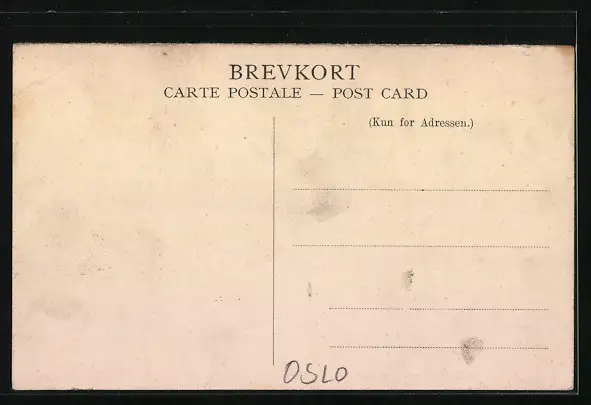 BREVKORT
CARTE POSTALE — POST CARD
(Kun for Adressen.)
OSLO